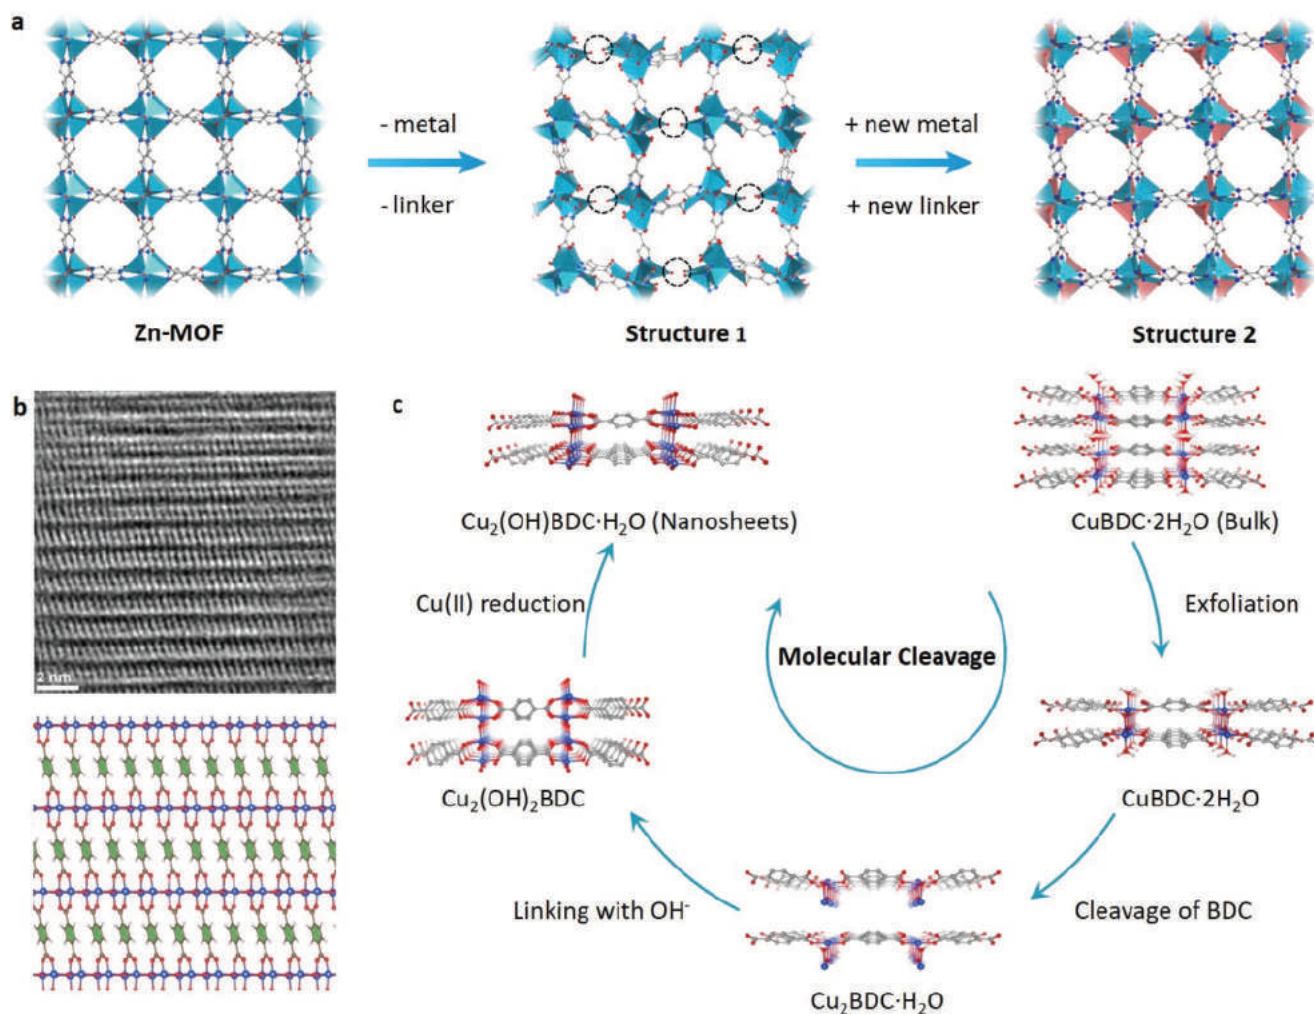 a
- metal
- linker
+ new metal
+ new linker
Zn-MOF
Structure 1
Structure 2
b
2 nm
c
Cu₂(OH)BDC·H₂O (Nanosheets)
CuBDC·2H₂O (Bulk)
Cu(II) reduction
Exfoliation
Molecular Cleavage
Cu₂(OH)₂BDC
CuBDC·2H₂O
Linking with OH⁻
Cleavage of BDC
Cu₂BDC·H₂O